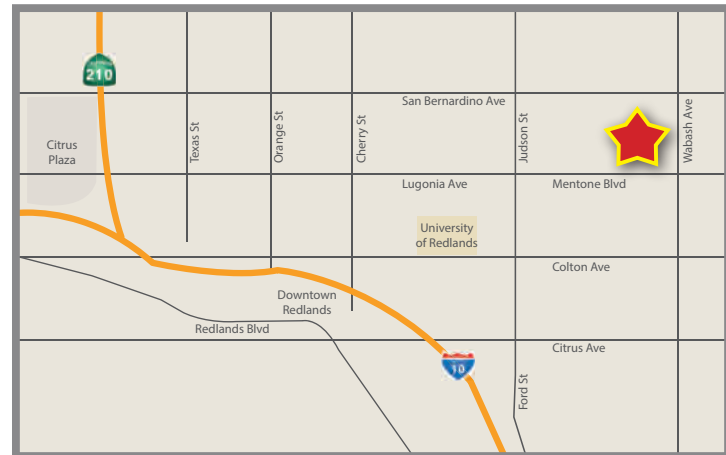 210
San Bernardino Ave
Citrus
Plaza
Texas St
Orange St
Cherry St
Judson St
Wabash Ave
Lugonia Ave
Mentone Blvd
University
of Redlands
Colton Ave
Downtown
Redlands
Redlands Blvd
Citrus Ave
10
Ford St